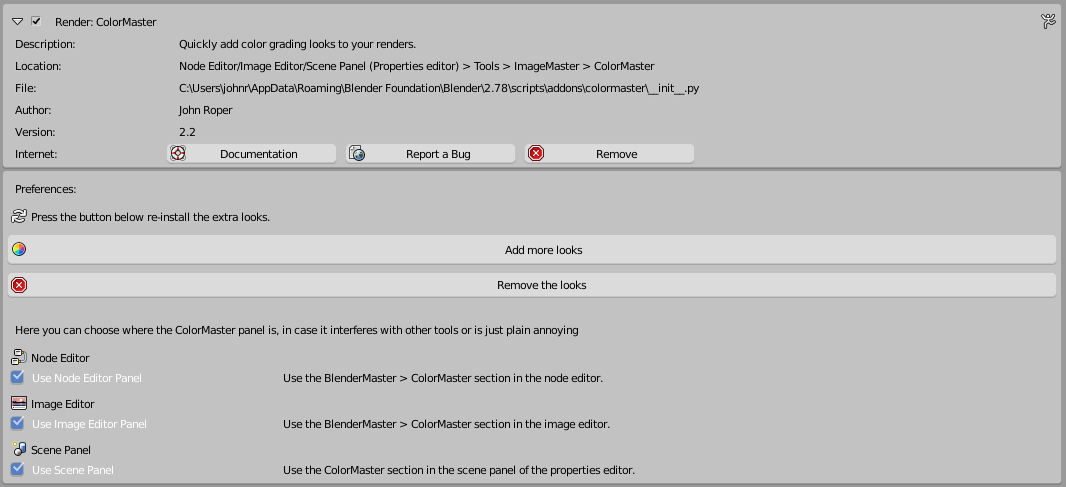 Render: ColorMaster
Description: Quickly add color grading looks to your renders.
Location: Node Editor/Image Editor/Scene Panel (Properties editor) > Tools > ImageMaster > ColorMaster
File: C:\Users\johnr\AppData\Roaming\Blender Foundation\Blender\2.78\scripts\addons\colormaster\__init__.py
Author: John Roper
Version: 2.2
Internet: Documentation Report a Bug Remove
Preferences:
Press the button below re-install the extra looks.
Add more looks
Remove the looks
Here you can choose where the ColorMaster panel is, in case it interferes with other tools or is just plain annoying
Node Editor
Use Node Editor Panel Use the BlenderMaster > ColorMaster section in the node editor.
Image Editor
Use Image Editor Panel Use the BlenderMaster > ColorMaster section in the image editor.
Scene Panel
Use Scene Panel Use the ColorMaster section in the scene panel of the properties editor.